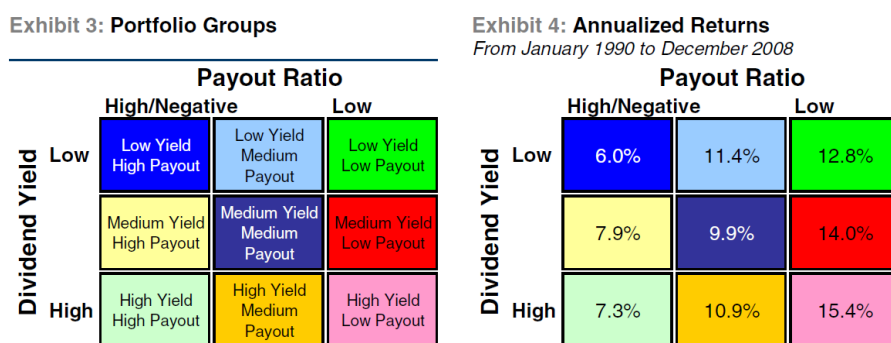 Exhibit 3: Portfolio Groups
Payout Ratio
High/Negative Low
Dividend Yield
Low
Low Yield
High Payout
Low Yield
Medium
Payout
Low Yield
Low Payout
Medium Yield
High Payout
Medium Yield
Medium
Payout
Medium Yield
Low Payout
High
High Yield
High Payout
High Yield
Medium
Payout
High Yield
Low Payout
Exhibit 4: Annualized Returns
From January 1990 to December 2008
Payout Ratio
High/Negative Low
Dividend Yield
Low 6.0% 11.4% 12.8%
7.9% 9.9% 14.0%
High 7.3% 10.9% 15.4%